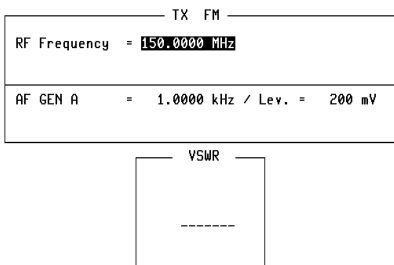 TX FM
RF Frequency = 150.0000 MHz
AF GEN A = 1.0000 kHz / Lev. = 200 mV
VSWR
-------